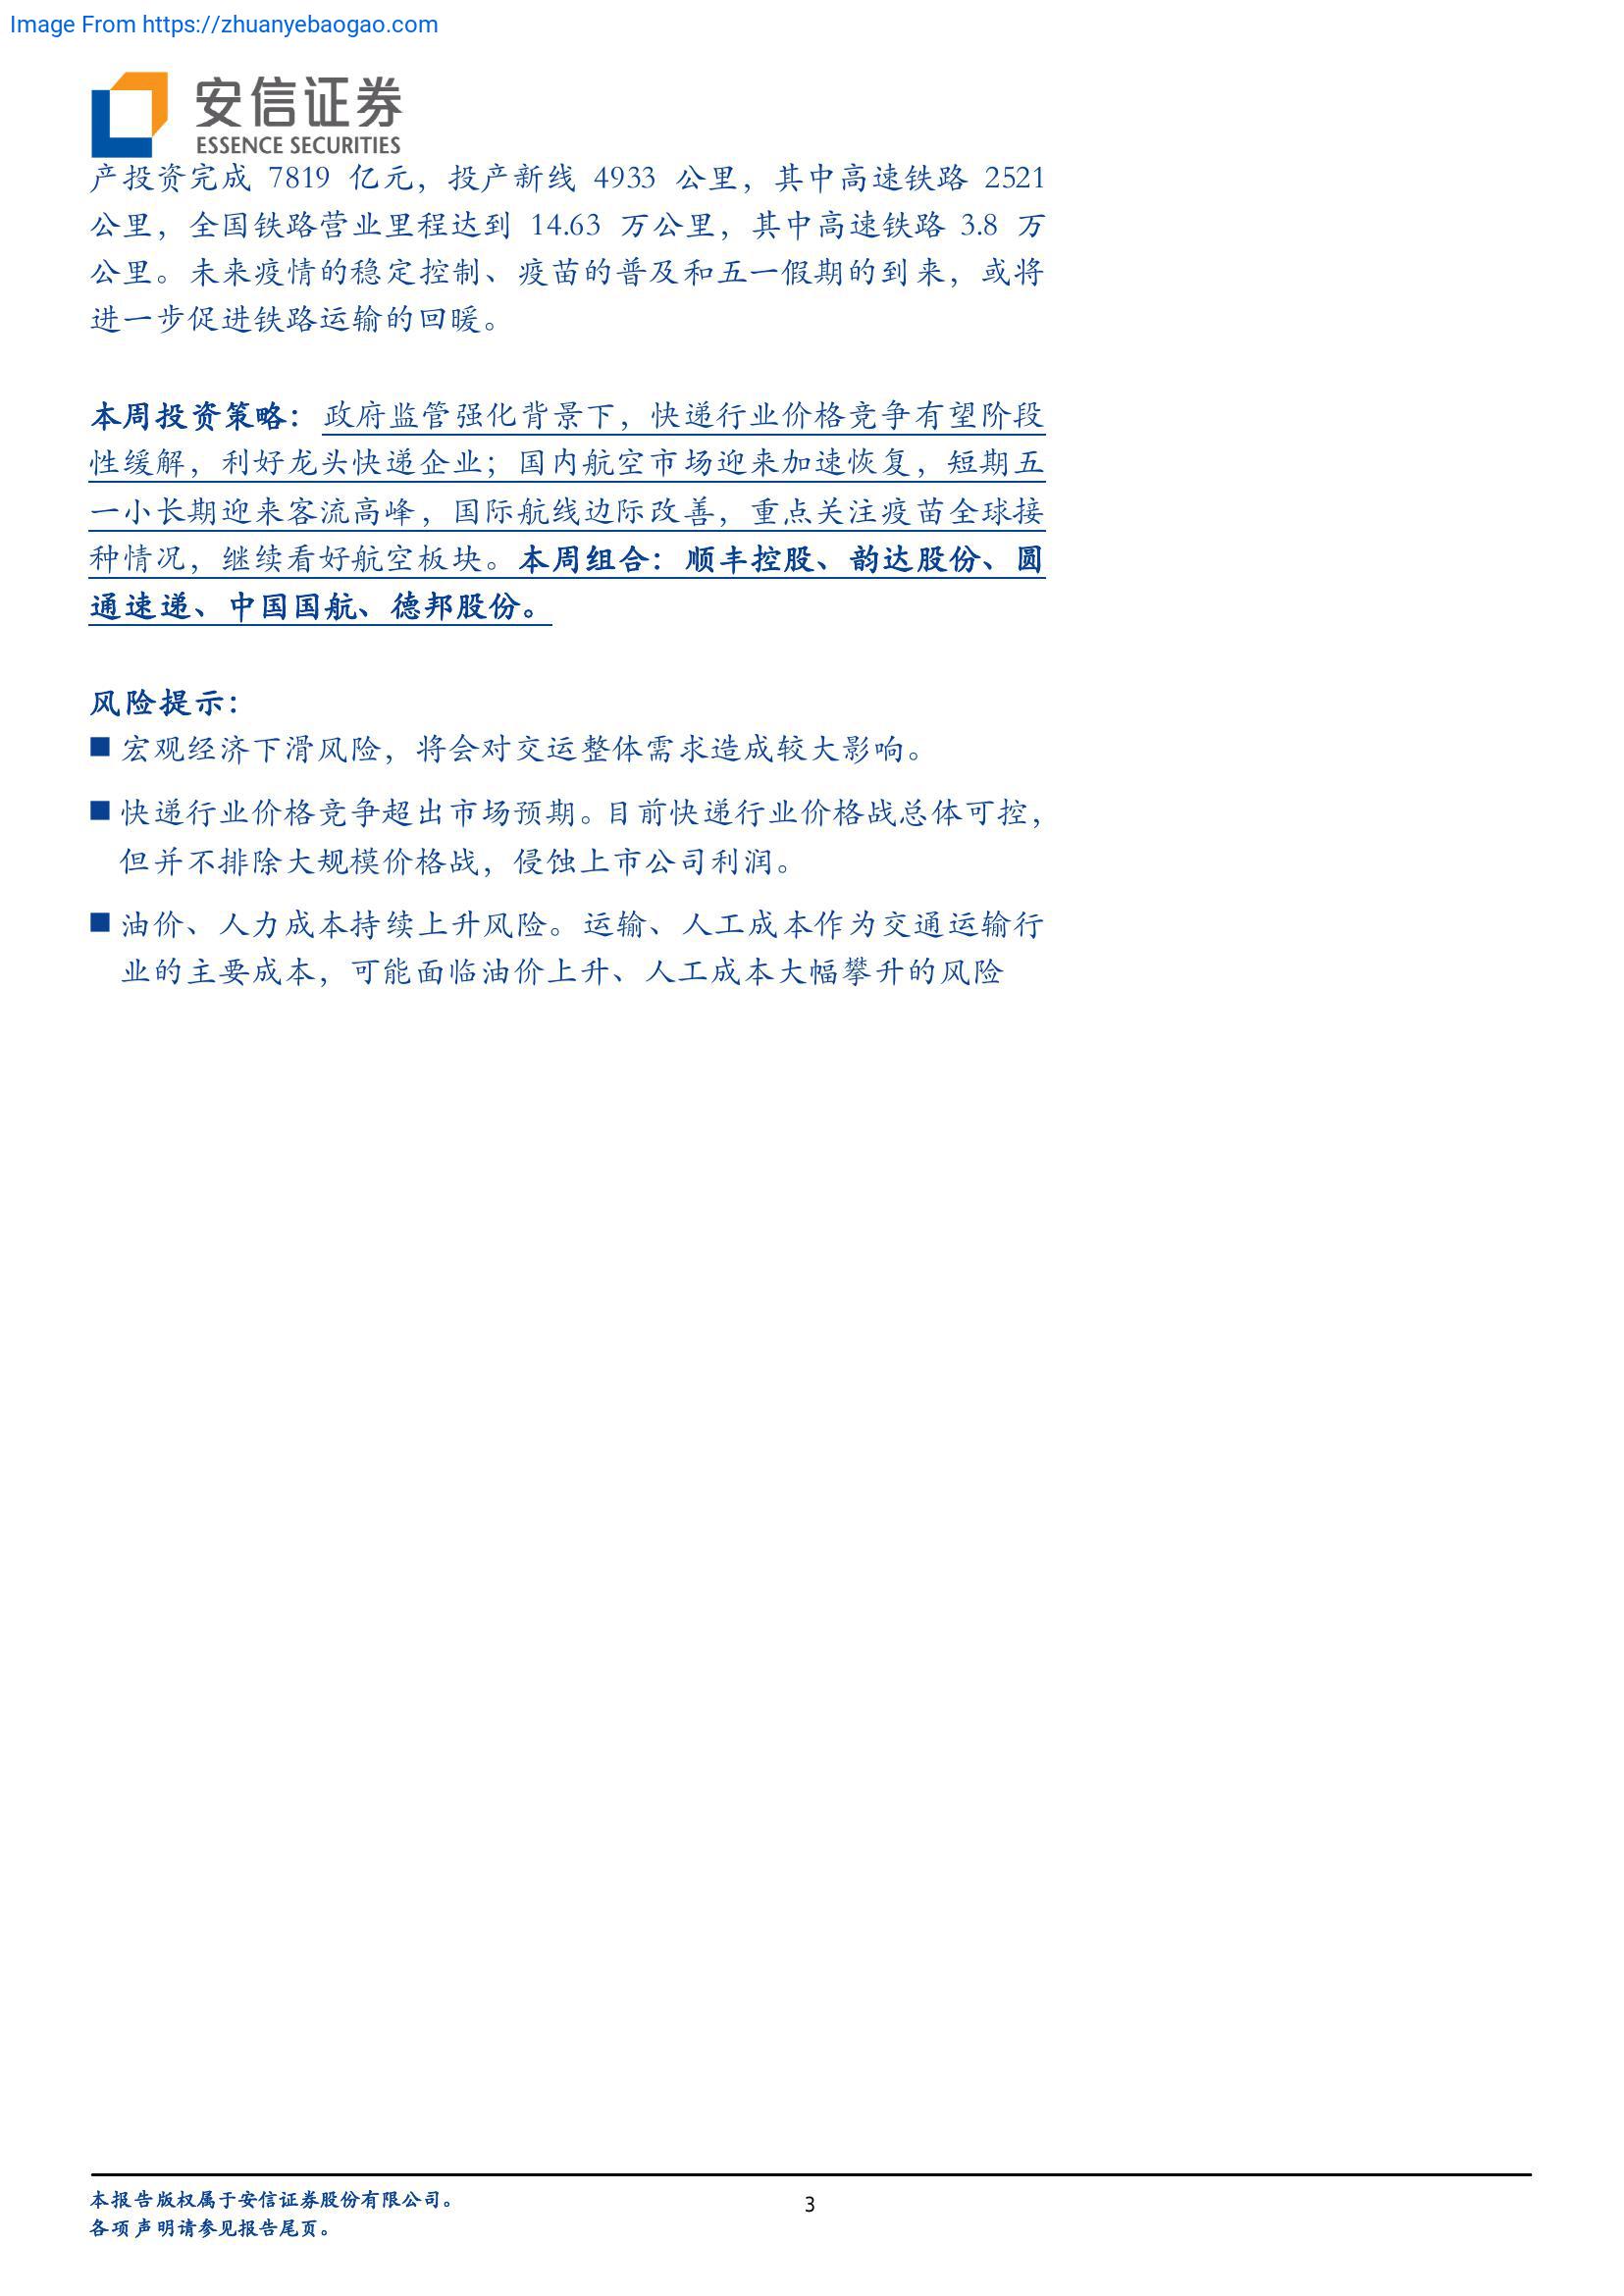 Image From https://zhuanyebaogao.com
安信证券
ESSENCE SECURITIES
产投资完成 7819 亿元，投产新线 4933 公里，其中高速铁路 2521
公里，全国铁路营业里程达到 14.63 万公里，其中高速铁路 3.8 万
公里。未来疫情的稳定控制、疫苗的普及和五一假期的到来，或将
进一步促进铁路运输的回暖。
本周投资策略：政府监管强化背景下，快递行业价格竞争有望阶段
性缓解，利好龙头快递企业；国内航空市场迎来加速恢复，短期五
一小长期迎来客流高峰，国际航线边际改善，重点关注疫苗全球接
种情况，继续看好航空板块。本周组合：顺丰控股、韵达股份、圆
通速递、中国国航、德邦股份。
风险提示：
■ 宏观经济下滑风险，将会对交运整体需求造成较大影响。
■ 快递行业价格竞争超出市场预期。目前快递行业价格战总体可控，
但并不排除大规模价格战，侵蚀上市公司利润。
■ 油价、人力成本持续上升风险。运输、人工成本作为交通运输行
业的主要成本，可能面临油价上升、人工成本大幅攀升的风险
本报告版权属于安信证券股份有限公司。
各项声明请参见报告尾页。
3